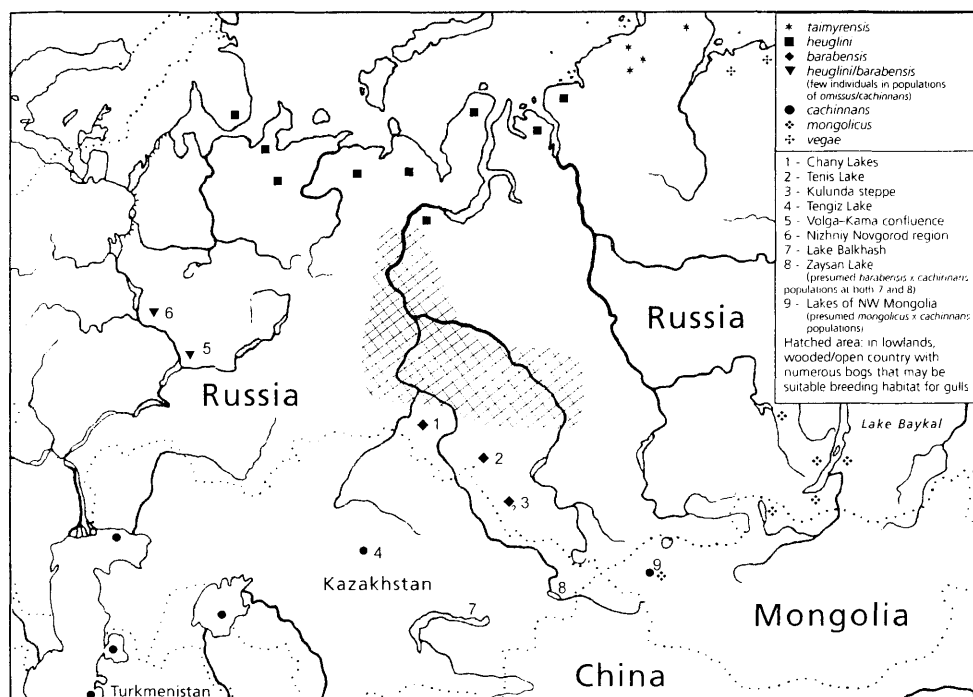 taimyrensis
heuglini
barabensis
heuglini/barabensis
(few individuals in populations
of omissus/cachinnans)
cachinnans
mongolicus
vegae
1 - Chany Lakes
2 - Tenis Lake
3 - Kulunda steppe
4 - Tengiz Lake
5 - Volga–Kama confluence
6 - Nizhniy Novgorod region
7 - Lake Balkhash
8 - Zaysan Lake
(presumed barabensis x cachinnans
populations at both 7 and 8)
9 - Lakes of NW Mongolia
(presumed mongolicus x cachinnans
populations)
Hatched area: in lowlands,
wooded/open country with
numerous bogs that may be
suitable breeding habitat for gulls
6
Russia
5
Russia
1
Lake Baykal
2
3
4
9
Kazakhstan
8
7
Mongolia
China
Turkmenistan